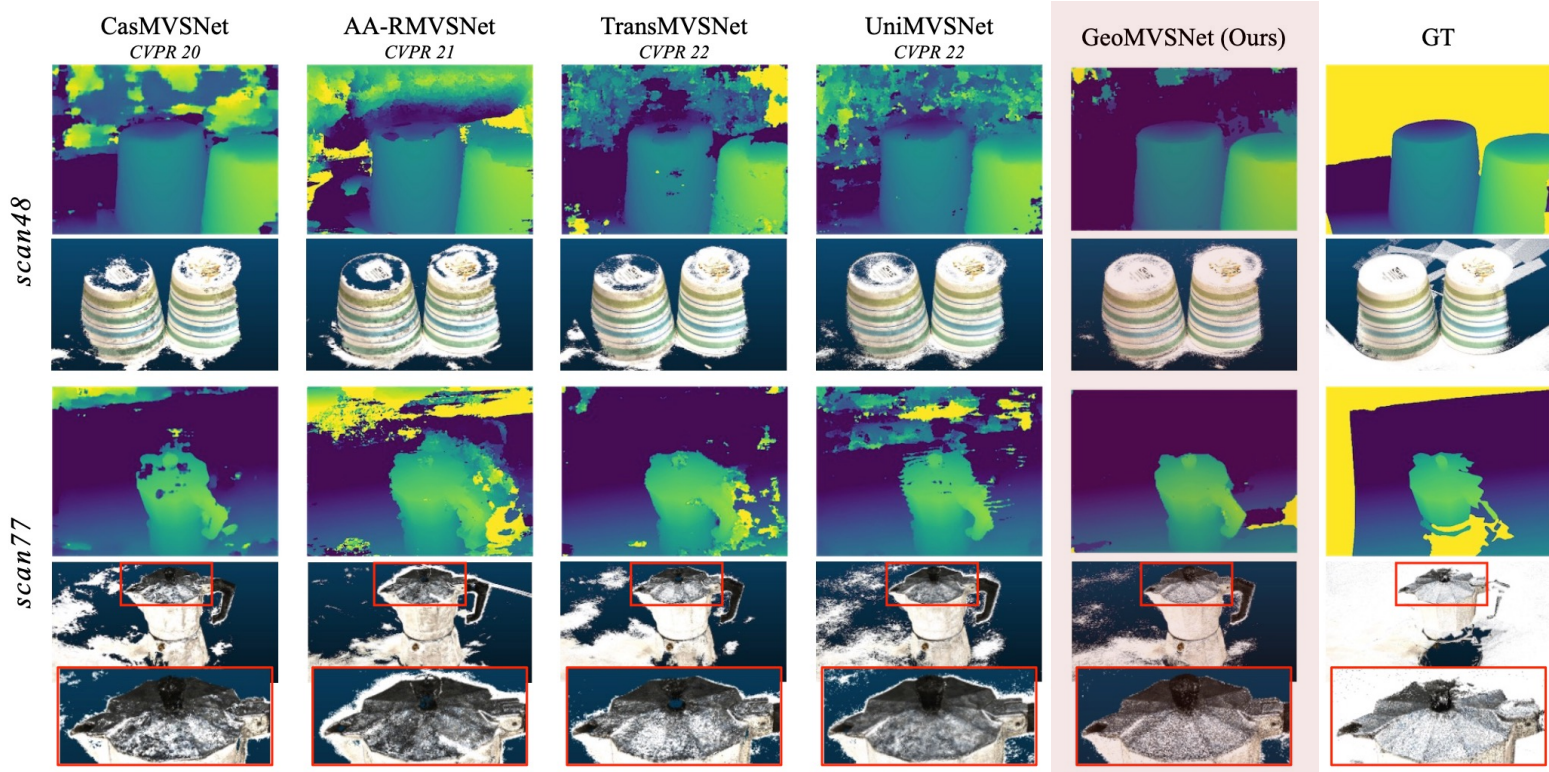 CasMVSNet
CVPR 20
AA-RMVSNet
CVPR 21
TransMVSNet
CVPR 22
UniMVSNet
CVPR 22
GeoMVSNet (Ours)
GT
scan48
scan77